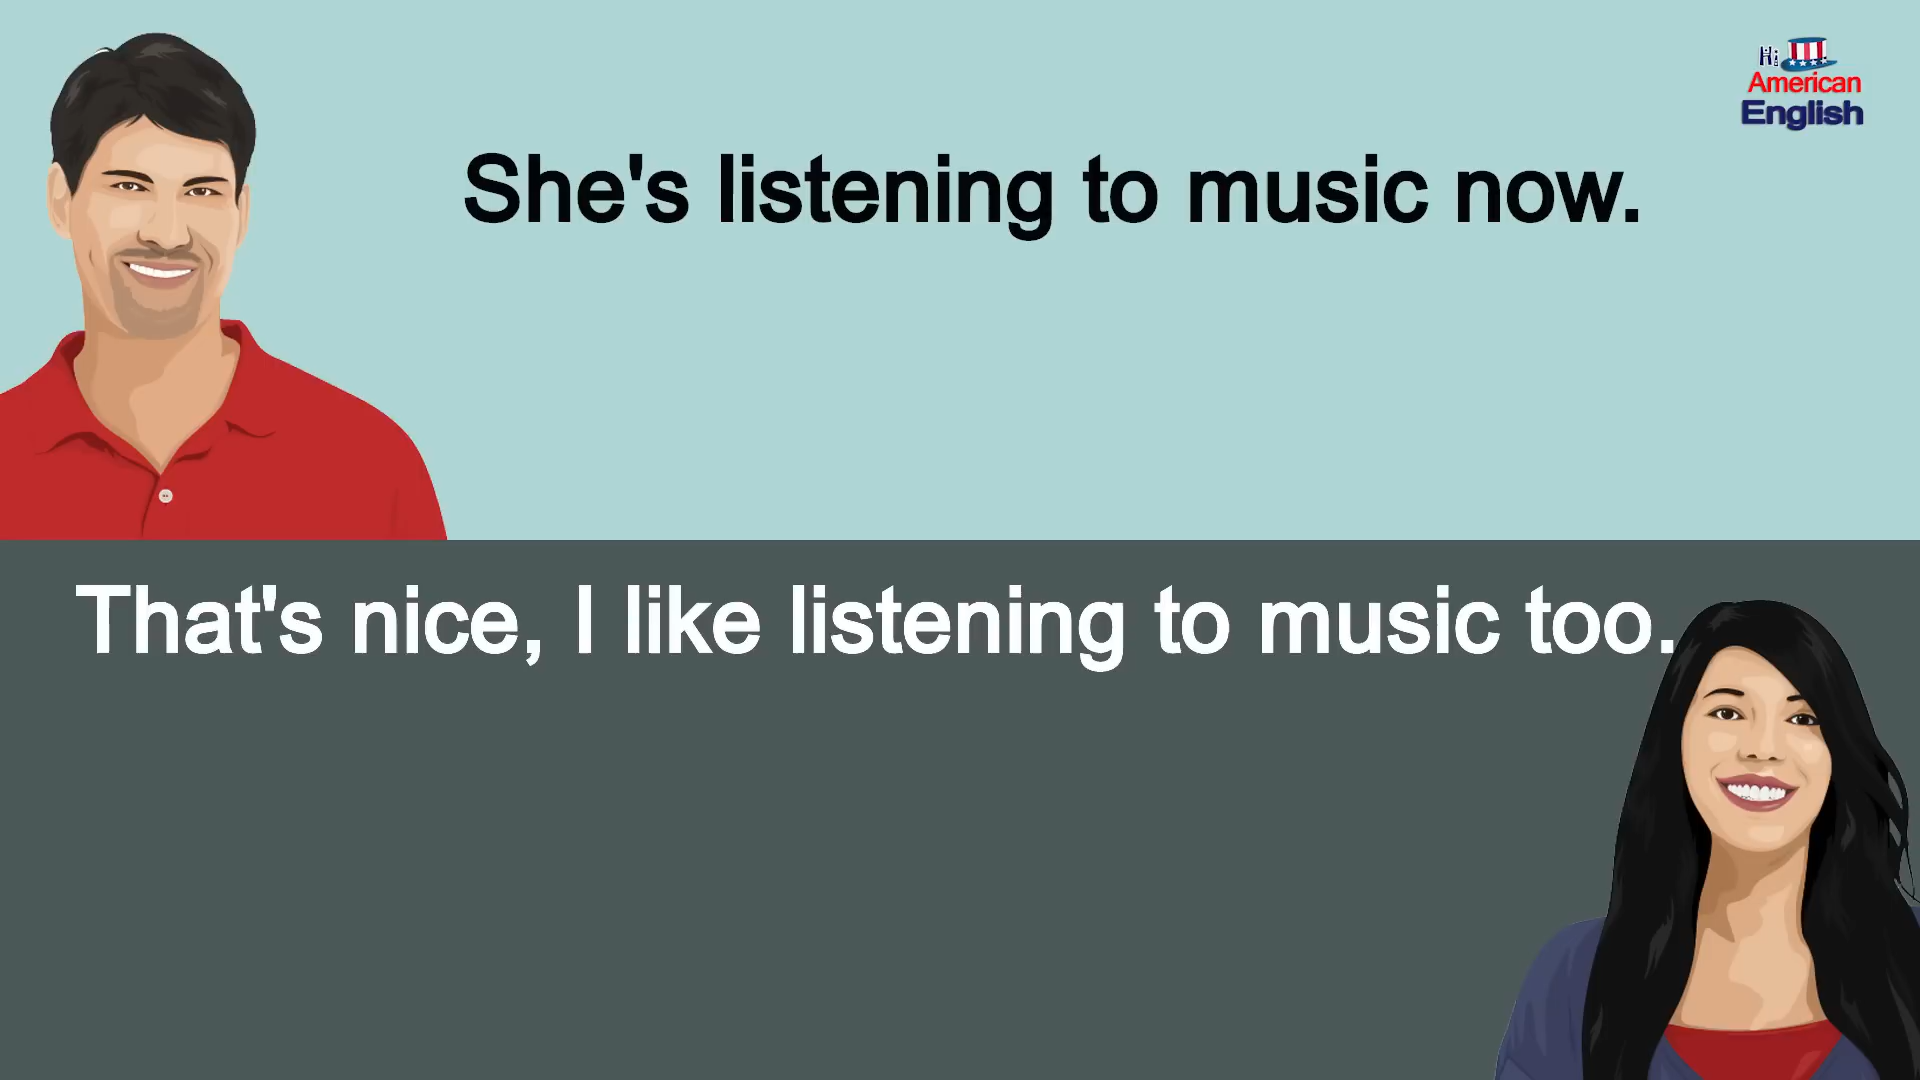 Hi
American
English
She's listening to music now.
That's nice, I like listening to music too.